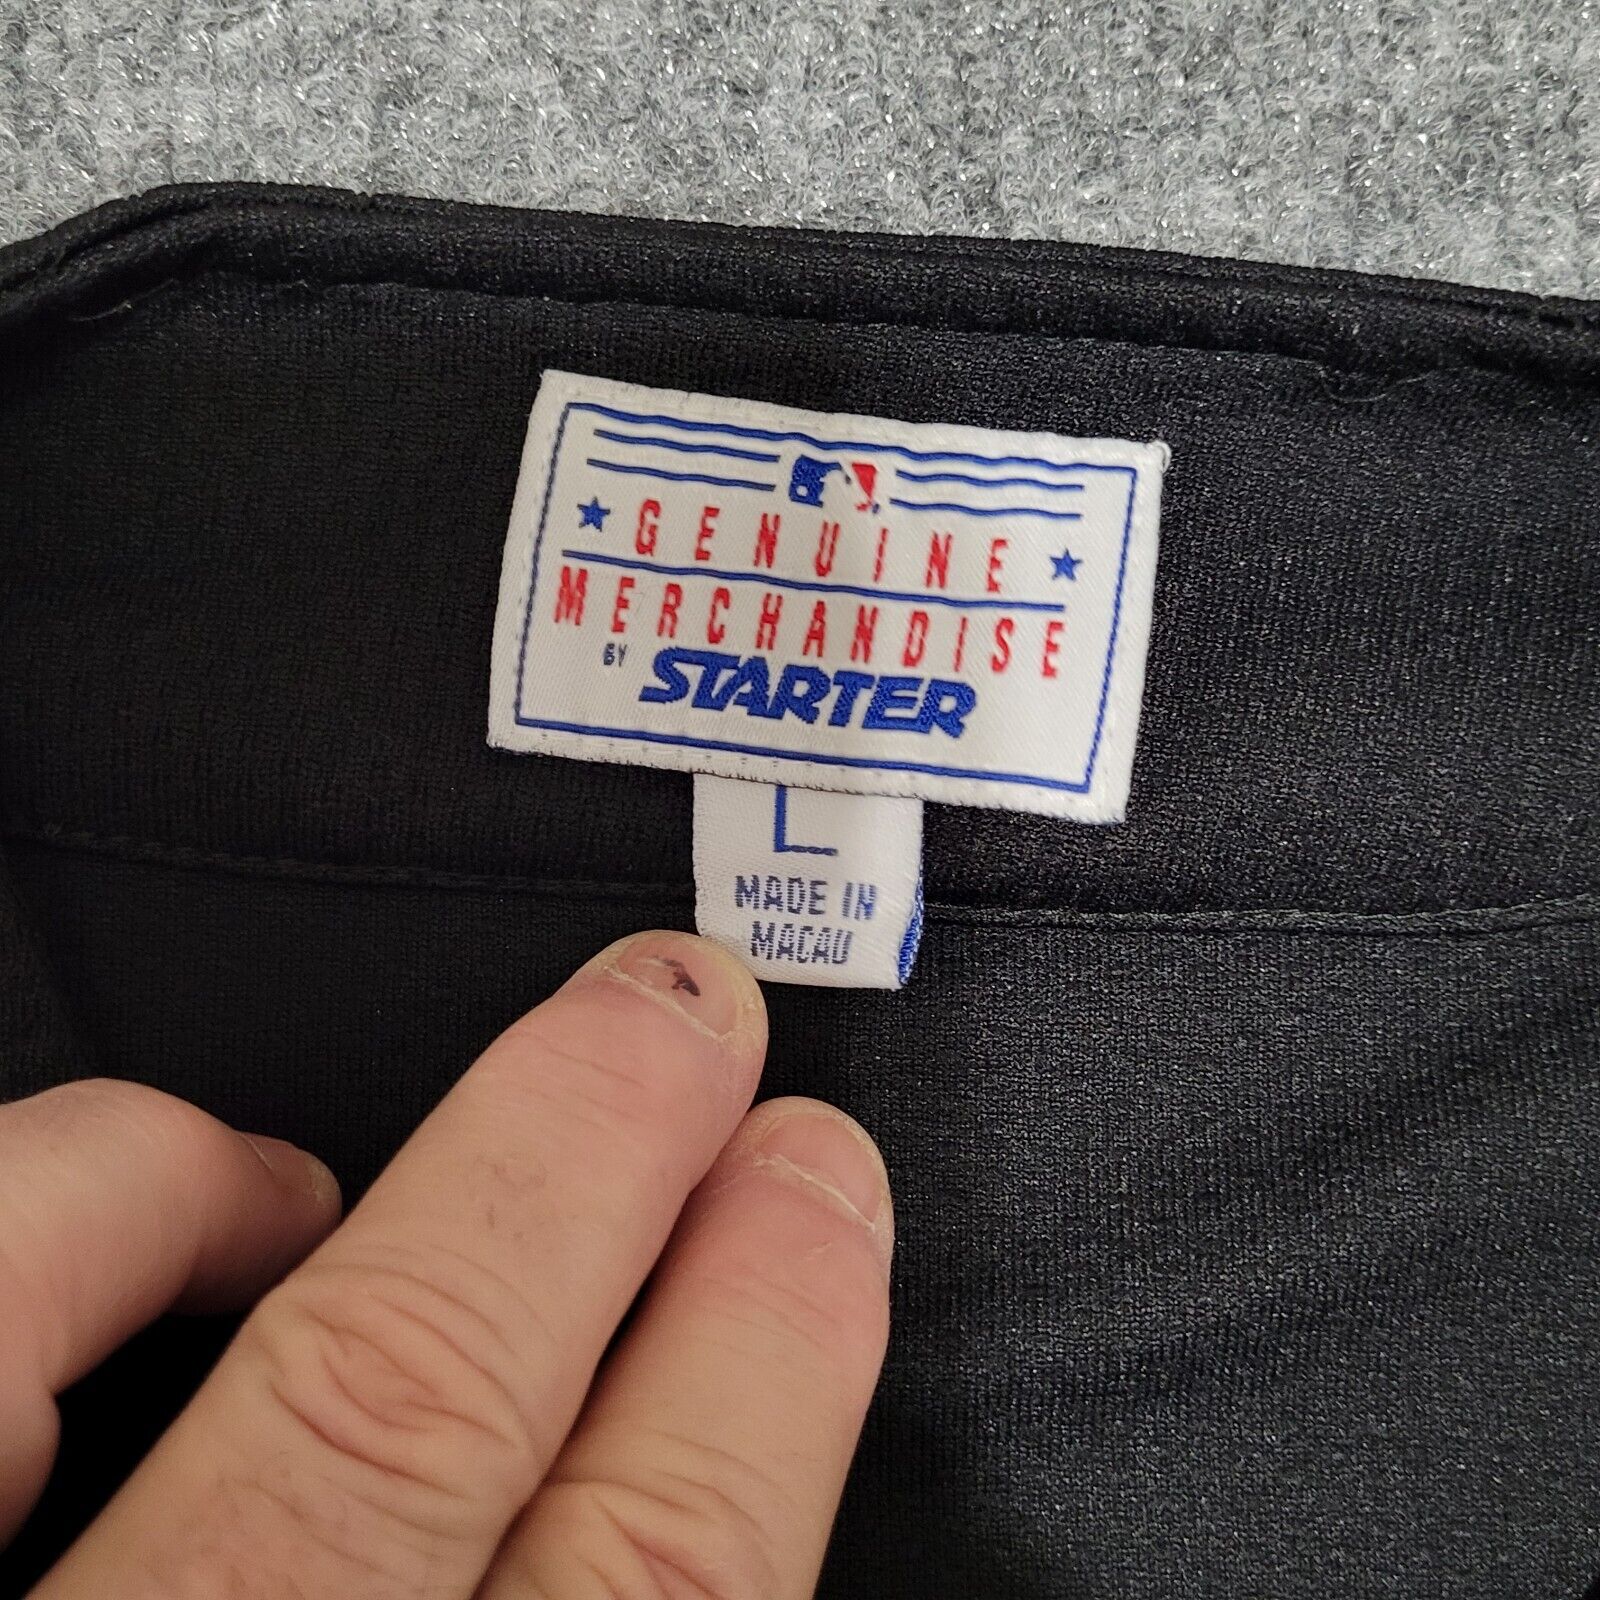 GENUINE
MERCHANDISE
BY STARTER
L
MADE IN
MACAU